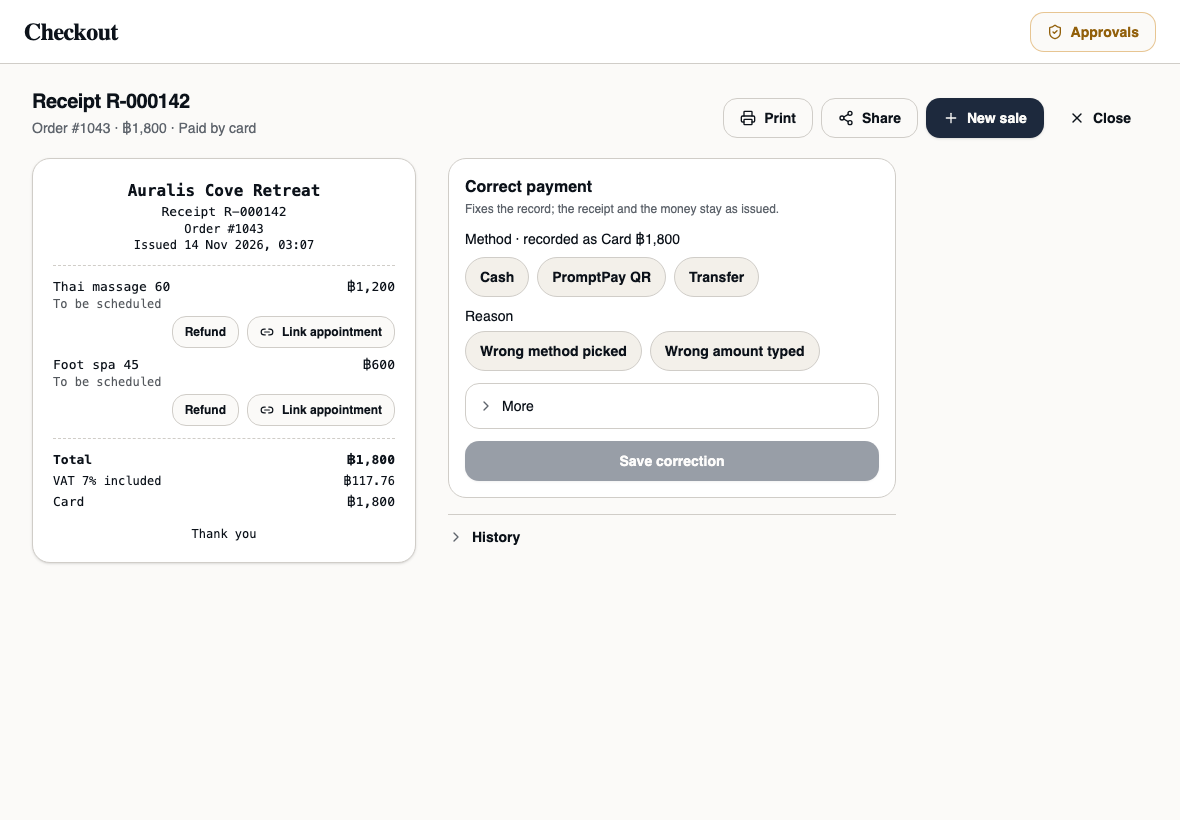 Checkout
Approvals
Receipt R-000142
Order #1043 · ฿1,800 · Paid by card
Print
Share
New sale
Close
Auralis Cove Retreat
Receipt R-000142
Order #1043
Issued 14 Nov 2026, 03:07
Thai massage 60 ฿1,200
To be scheduled
Refund
Link appointment
Foot spa 45 ฿600
To be scheduled
Refund
Link appointment
Total ฿1,800
VAT 7% included ฿117.76
Card ฿1,800
Thank you
Correct payment
Fixes the record; the receipt and the money stay as issued.
Method · recorded as Card ฿1,800
Cash
PromptPay QR
Transfer
Reason
Wrong method picked
Wrong amount typed
More
Save correction
History